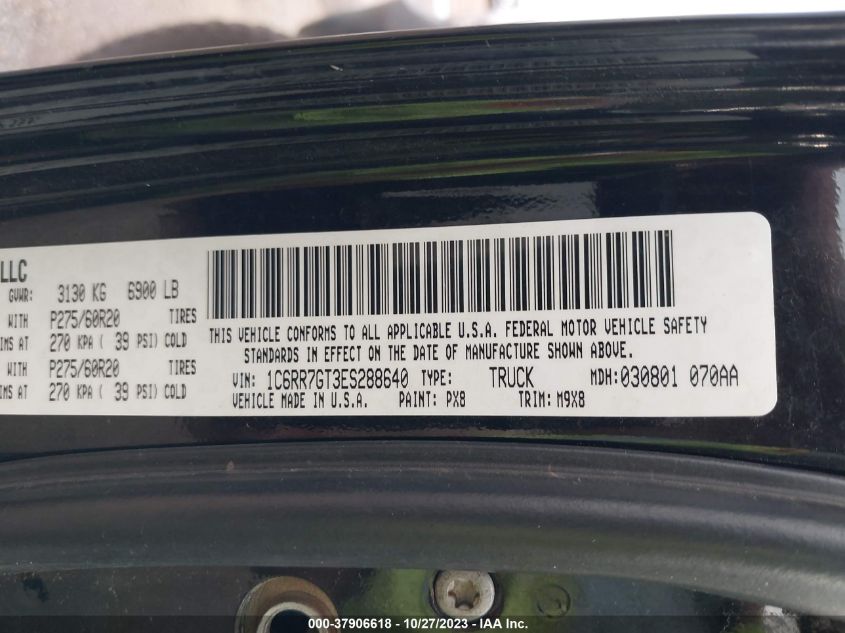 LLC
GVWR: 3130 KG 6900 LB
WITH P275/60R20 TIRES
IMS AT 270 KPA ( 39 PSI) COLD
WITH P275/60R20 TIRES
IMS AT 270 KPA ( 39 PSI) COLD
THIS VEHICLE CONFORMS TO ALL APPLICABLE U.S.A. FEDERAL MOTOR VEHICLE SAFETY
STANDARDS IN EFFECT ON THE DATE OF MANUFACTURE SHOWN ABOVE.
VIN: 1C6RR7GT3ES288640 TYPE: TRUCK MDH:030801 070AA
VEHICLE MADE IN U.S.A. PAINT: PX8 TRIM: M9X8
000-37906618 - 10/27/2023 - IAA Inc.